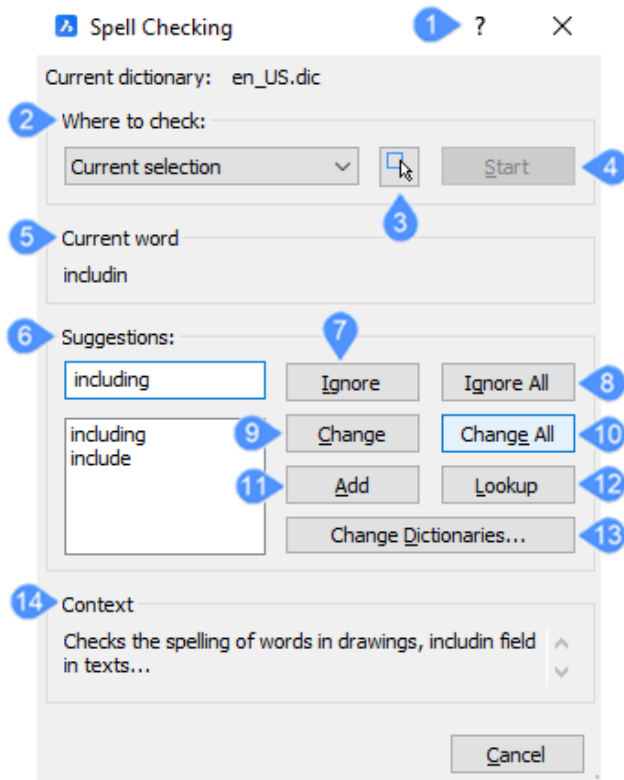 Spell Checking
1
?
Current dictionary: en_US.dic
2
Where to check:
Current selection
Start
4
3
5
Current word
includin
6
Suggestions:
7
including
Ignore
Ignore All
8
including
include
9
Change
Change All
10
11
Add
Lookup
12
Change Dictionaries...
13
14
Context
Checks the spelling of words in drawings, includin field
in texts...
Cancel